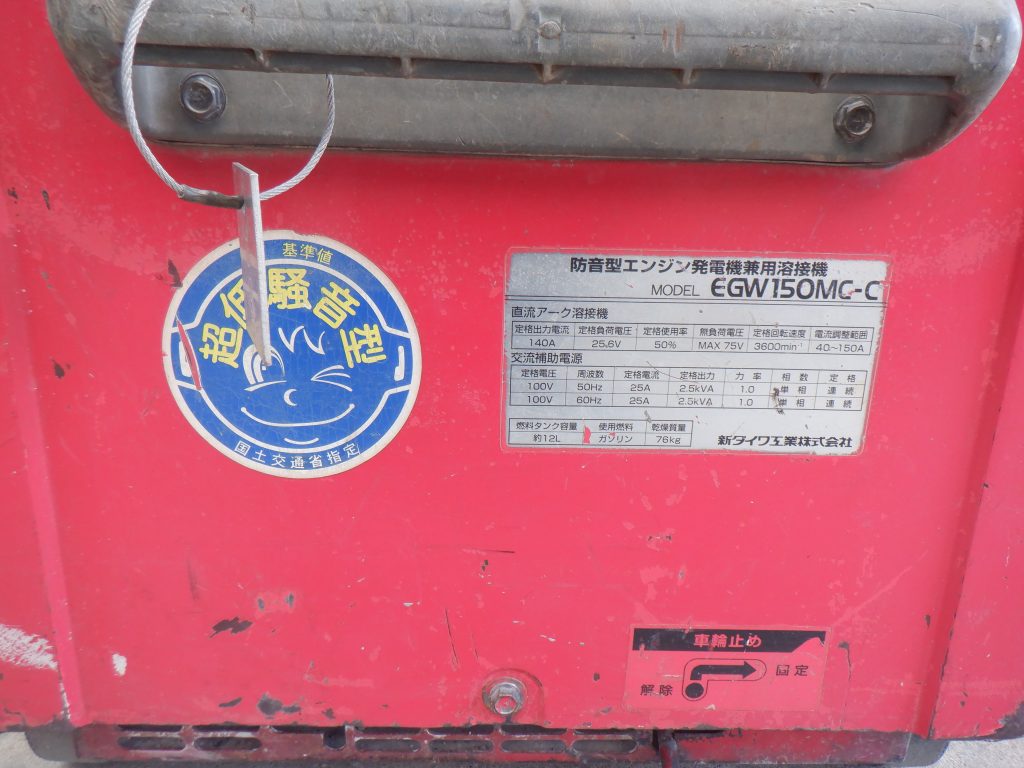 基準値
超低騒音型
国土交通省指定
防音型エンジン発電機兼用溶接機
MODEL EGW150MC-C
直流アーク溶接機
定格出力電流 定格負荷電圧 定格使用率 無負荷電圧 定格回転速度 電流調整範囲
140A 25.6V 50% MAX 75V 3600min⁻¹ 40~150A
交流補助電源
定格電圧 周波数 定格電流 定格出力 力率 相数 定格
100V 50Hz 25A 2.5kVA 1.0 単相 連続
100V 60Hz 25A 2.5kVA 1.0 単相 連続
燃料タンク容量 使用燃料 乾燥質量
約12L ガソリン 76kg
新ダイワ工業株式会社
車輪止め
固定
解除